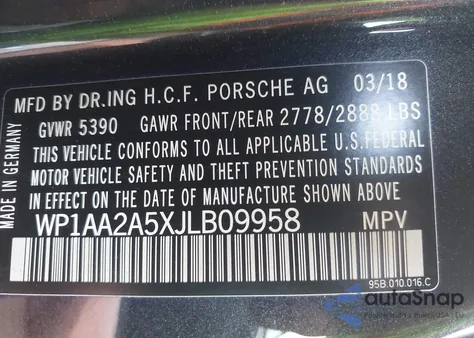 MFD BY DR.ING H.C.F. PORSCHE AG 03/18
GVWR 5390 GAWR FRONT/REAR 2778/2888 LBS
THIS VEHICLE CONFORMS TO ALL APPLICABLE U.S.FEDERAL
MOTOR VEHICLE SAFETY AND THEFT PREVENTION STANDARDS
IN EFFECT ON THE DATE OF MANUFACTURE SHOWN ABOVE.
WP1AA2A5XJLB09958 MPV
MADE IN GERMANY
95B.010.016.C
autoSnap